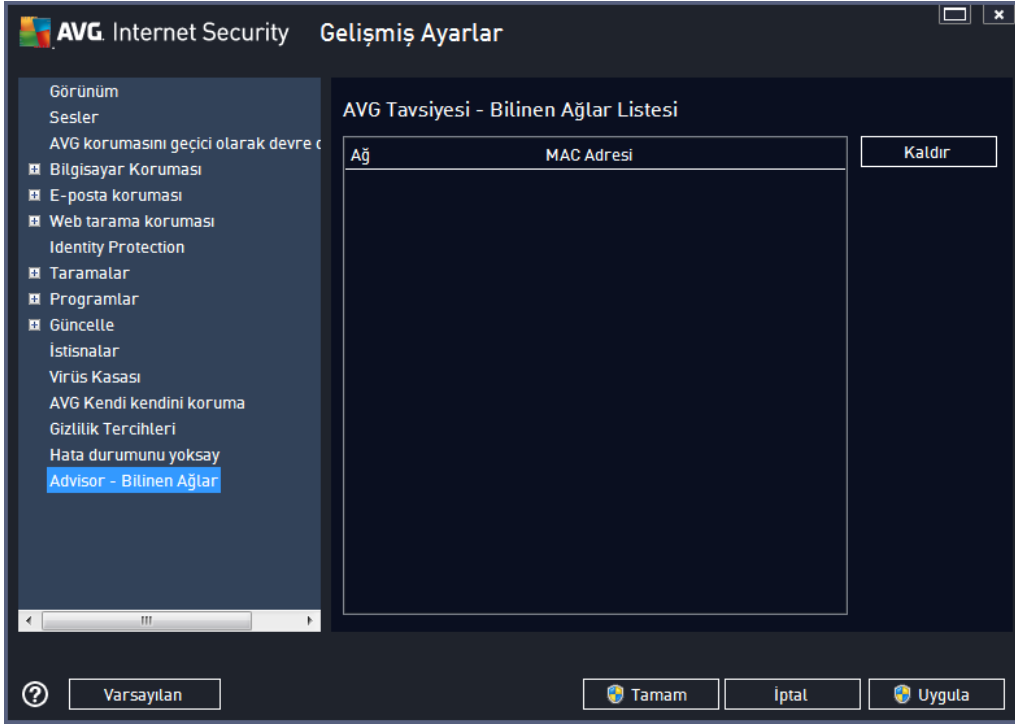 AVG. Internet Security Gelişmiş Ayarlar
Görünüm
Sesler
AVG korumasını geçici olarak devre
Bilgisayar Koruması
E-posta koruması
Web tarama koruması
Identity Protection
Taramalar
Programlar
Güncelle
İstisnalar
Virüs Kasası
AVG Kendi kendini koruma
Gizlilik Tercihleri
Hata durumunu yoksay
Advisor - Bilinen Ağlar
AVG Tavsiyesi - Bilinen Ağlar Listesi
Ağ MAC Adresi
Kaldır
Varsayılan
Tamam
İptal
Uygula